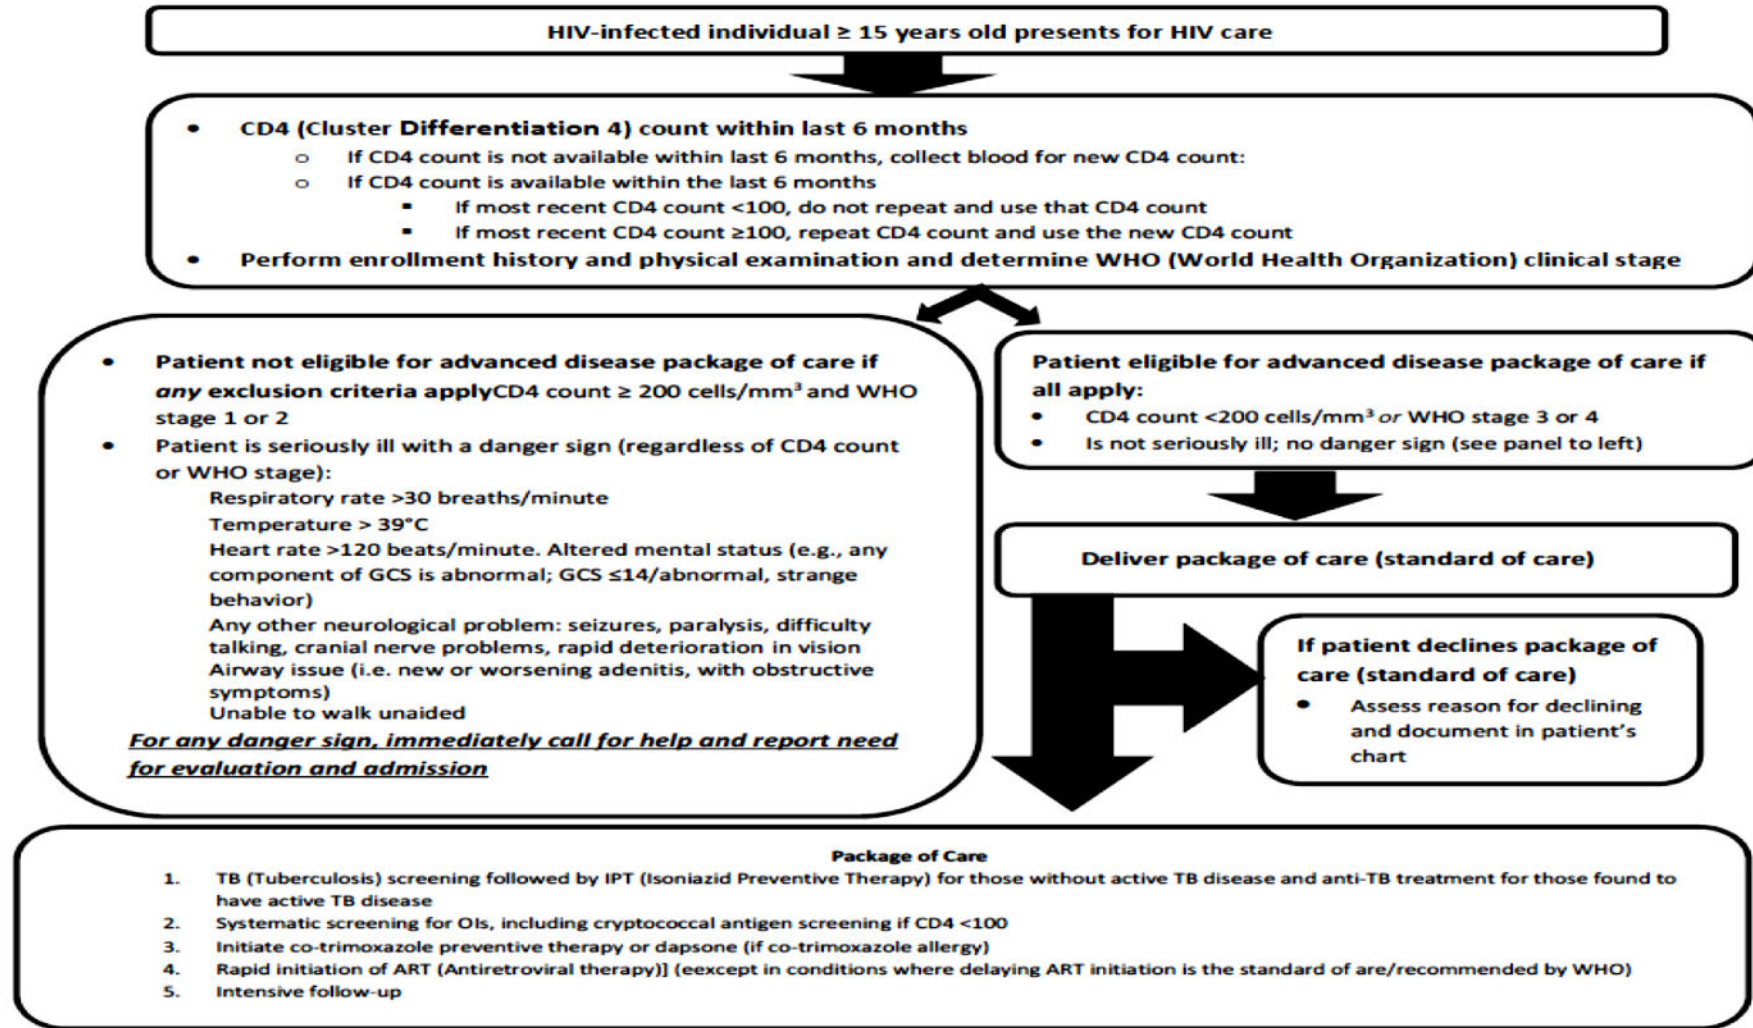 HIV-infected individual ≥ 15 years old presents for HIV care
• CD4 (Cluster Differentiation 4) count within last 6 months
o If CD4 count is not available within last 6 months, collect blood for new CD4 count:
o If CD4 count is available within the last 6 months
▪ If most recent CD4 count <100, do not repeat and use that CD4 count
▪ If most recent CD4 count ≥100, repeat CD4 count and use the new CD4 count
• Perform enrollment history and physical examination and determine WHO (World Health Organization) clinical stage
• Patient not eligible for advanced disease package of care if
any exclusion criteria applyCD4 count ≥ 200 cells/mm³ and WHO
stage 1 or 2
• Patient is seriously ill with a danger sign (regardless of CD4 count
or WHO stage):
Respiratory rate >30 breaths/minute
Temperature > 39°C
Heart rate >120 beats/minute. Altered mental status (e.g., any
component of GCS is abnormal; GCS ≤14/abnormal, strange
behavior)
Any other neurological problem: seizures, paralysis, difficulty
talking, cranial nerve problems, rapid deterioration in vision
Airway issue (i.e. new or worsening adenitis, with obstructive
symptoms)
Unable to walk unaided
For any danger sign, immediately call for help and report need
for evaluation and admission
Patient eligible for advanced disease package of care if
all apply:
• CD4 count <200 cells/mm³ or WHO stage 3 or 4
• Is not seriously ill; no danger sign (see panel to left)
Deliver package of care (standard of care)
If patient declines package of
care (standard of care)
• Assess reason for declining
and document in patient's
chart
Package of Care
1. TB (Tuberculosis) screening followed by IPT (Isoniazid Preventive Therapy) for those without active TB disease and anti-TB treatment for those found to
have active TB disease
2. Systematic screening for OIs, including cryptococcal antigen screening if CD4 <100
3. Initiate co-trimoxazole preventive therapy or dapsone (if co-trimoxazole allergy)
4. Rapid initiation of ART (Antiretroviral therapy)] (eexcept in conditions where delaying ART initiation is the standard of are/recommended by WHO)
5. Intensive follow-up